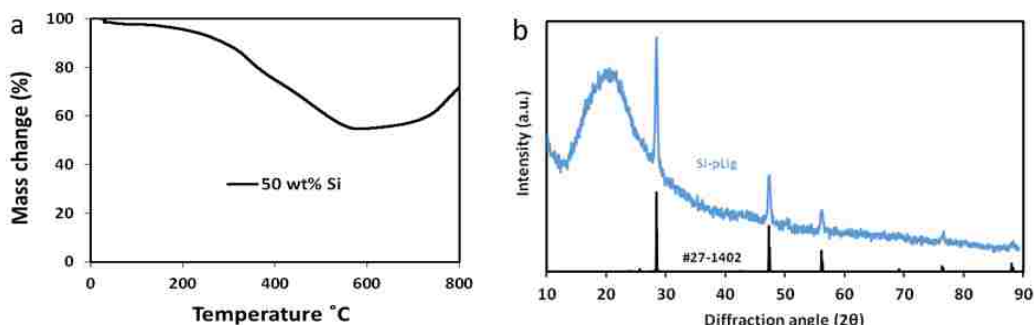 a
100
80
60
40
20
0
Mass change (%)
50 wt% Si
0 200 400 600 800
Temperature ˚C
b
Intensity (a.u.)
Si-pLig
#27-1402
10 20 30 40 50 60 70 80 90
Diffraction angle (2θ)